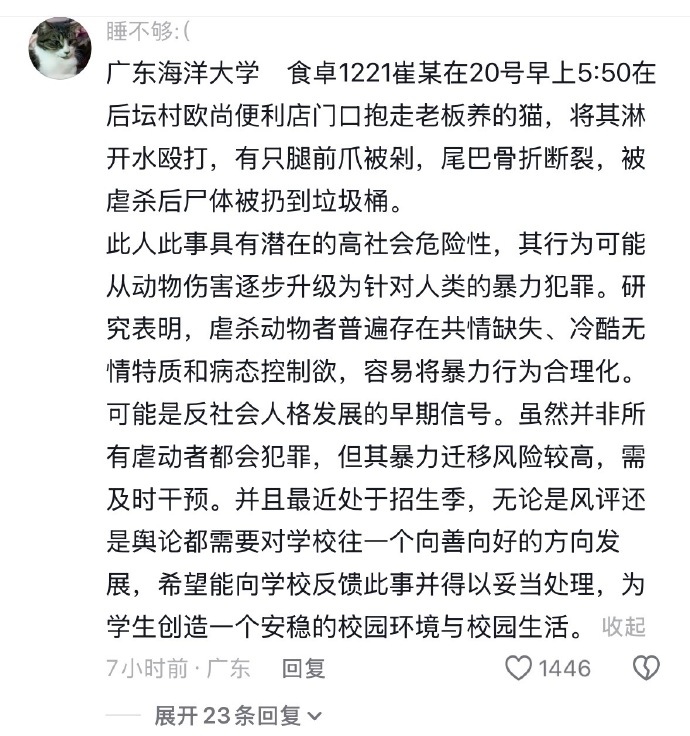 睡不够:(
广东海洋大学　食卓1221崔某在20号早上5:50在
后坛村欧尚便利店门口抱走老板养的猫，将其淋
开水殴打，有只腿前爪被剁，尾巴骨折断裂，被
虐杀后尸体被扔到垃圾桶。
此人此事具有潜在的高社会危险性，其行为可能
从动物伤害逐步升级为针对人类的暴力犯罪。研
究表明，虐杀动物者普遍存在共情缺失、冷酷无
情特质和病态控制欲，容易将暴力行为合理化。
可能是反社会人格发展的早期信号。虽然并非所
有虐动者都会犯罪，但其暴力迁移风险较高，需
及时干预。并且最近处于招生季，无论是风评还
是舆论都需要对学校往一个向善向好的方向发
展，希望能向学校反馈此事并得以妥当处理，为
学生创造一个安稳的校园环境与校园生活。 收起
7小时前 · 广东 回复 1446
展开23条回复